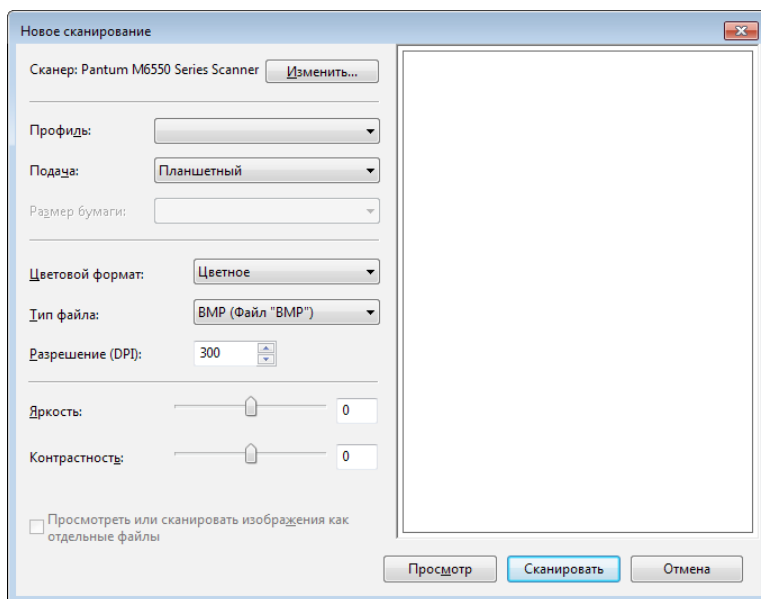 Новое сканирование
Сканер: Pantum M6550 Series Scanner Изменить...
Профиль:
Подача: Планшетный
Размер бумаги:
Цветовой формат: Цветное
Тип файла: BMP (Файл "BMP")
Разрешение (DPI): 300
Яркость: 0
Контрастность: 0
Просмотреть или сканировать изображения как
отдельные файлы
Просмотр Сканировать Отмена